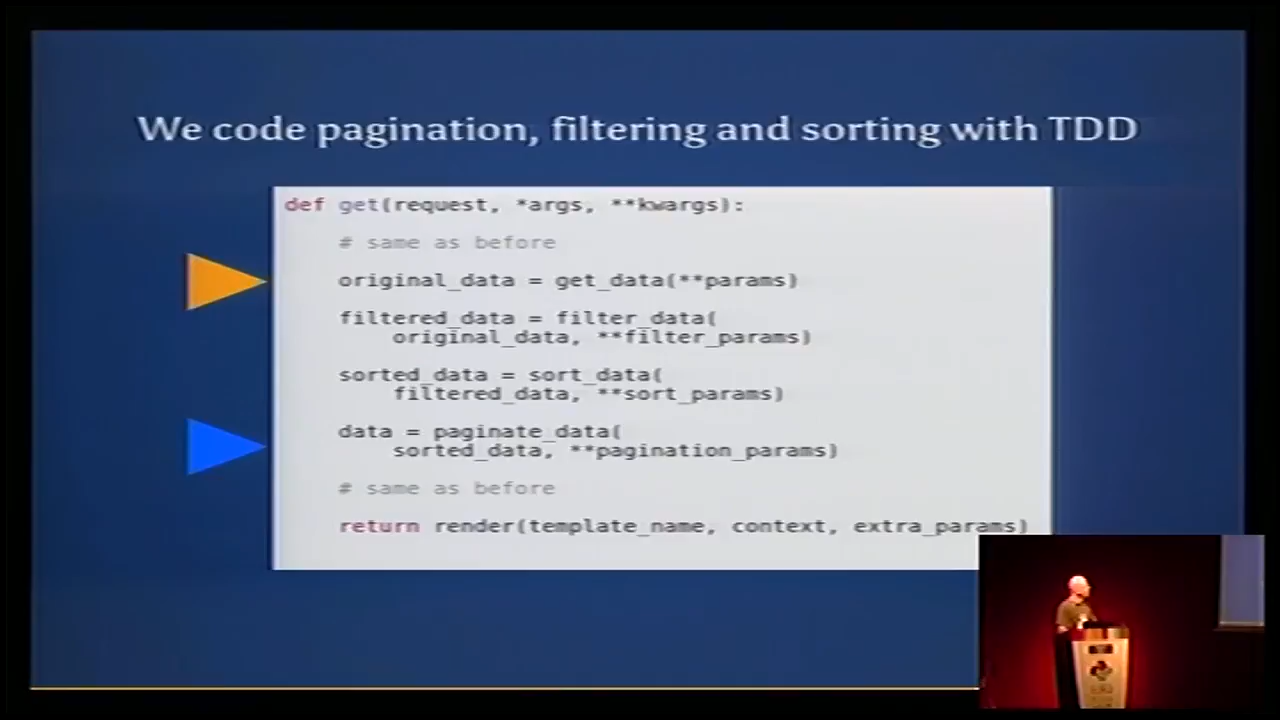 We code pagination, filtering and sorting with TDD
def get(request, *args, **kwargs):
# same as before
original_data = get_data(**params)
filtered_data = filter_data(
original_data, **filter_params)
sorted_data = sort_data(
filtered_data, **sort_params)
data = paginate_data(
sorted_data, **pagination_params)
# same as before
return render(template_name, context, extra_params)